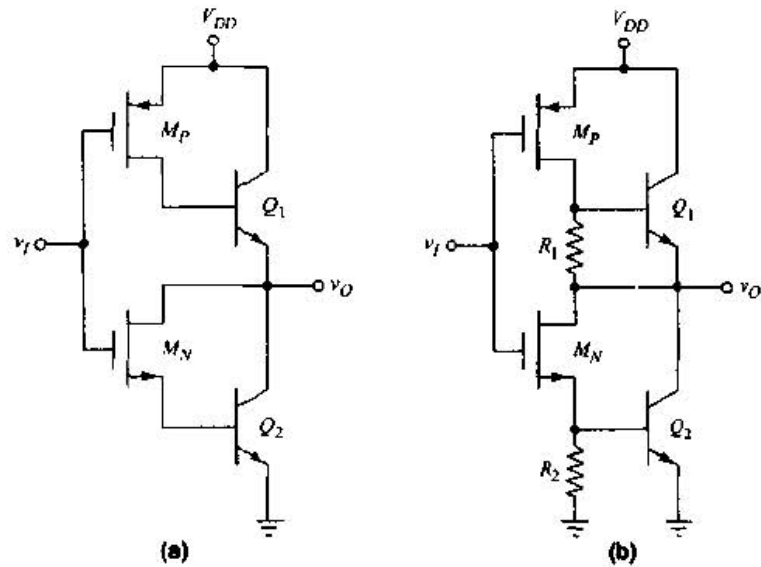 V_DD
M_P
Q_1
v_I
v_O
M_N
Q_2
(a)
V_DD
M_P
Q_1
R_1
v_I
v_O
M_N
Q_2
R_2
(b)